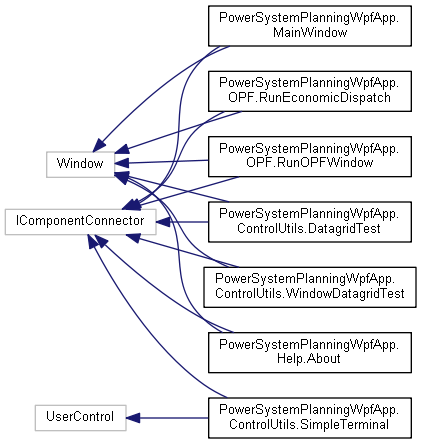 PowerSystemPlanningWpfApp.
MainWindow
PowerSystemPlanningWpfApp.
OPF.RunEconomicDispatch
Window
PowerSystemPlanningWpfApp.
OPF.RunOPFWindow
IComponentConnector
PowerSystemPlanningWpfApp.
ControlUtils.DatagridTest
PowerSystemPlanningWpfApp.
ControlUtils.WindowDatagridTest
PowerSystemPlanningWpfApp.
Help.About
UserControl
PowerSystemPlanningWpfApp.
ControlUtils.SimpleTerminal